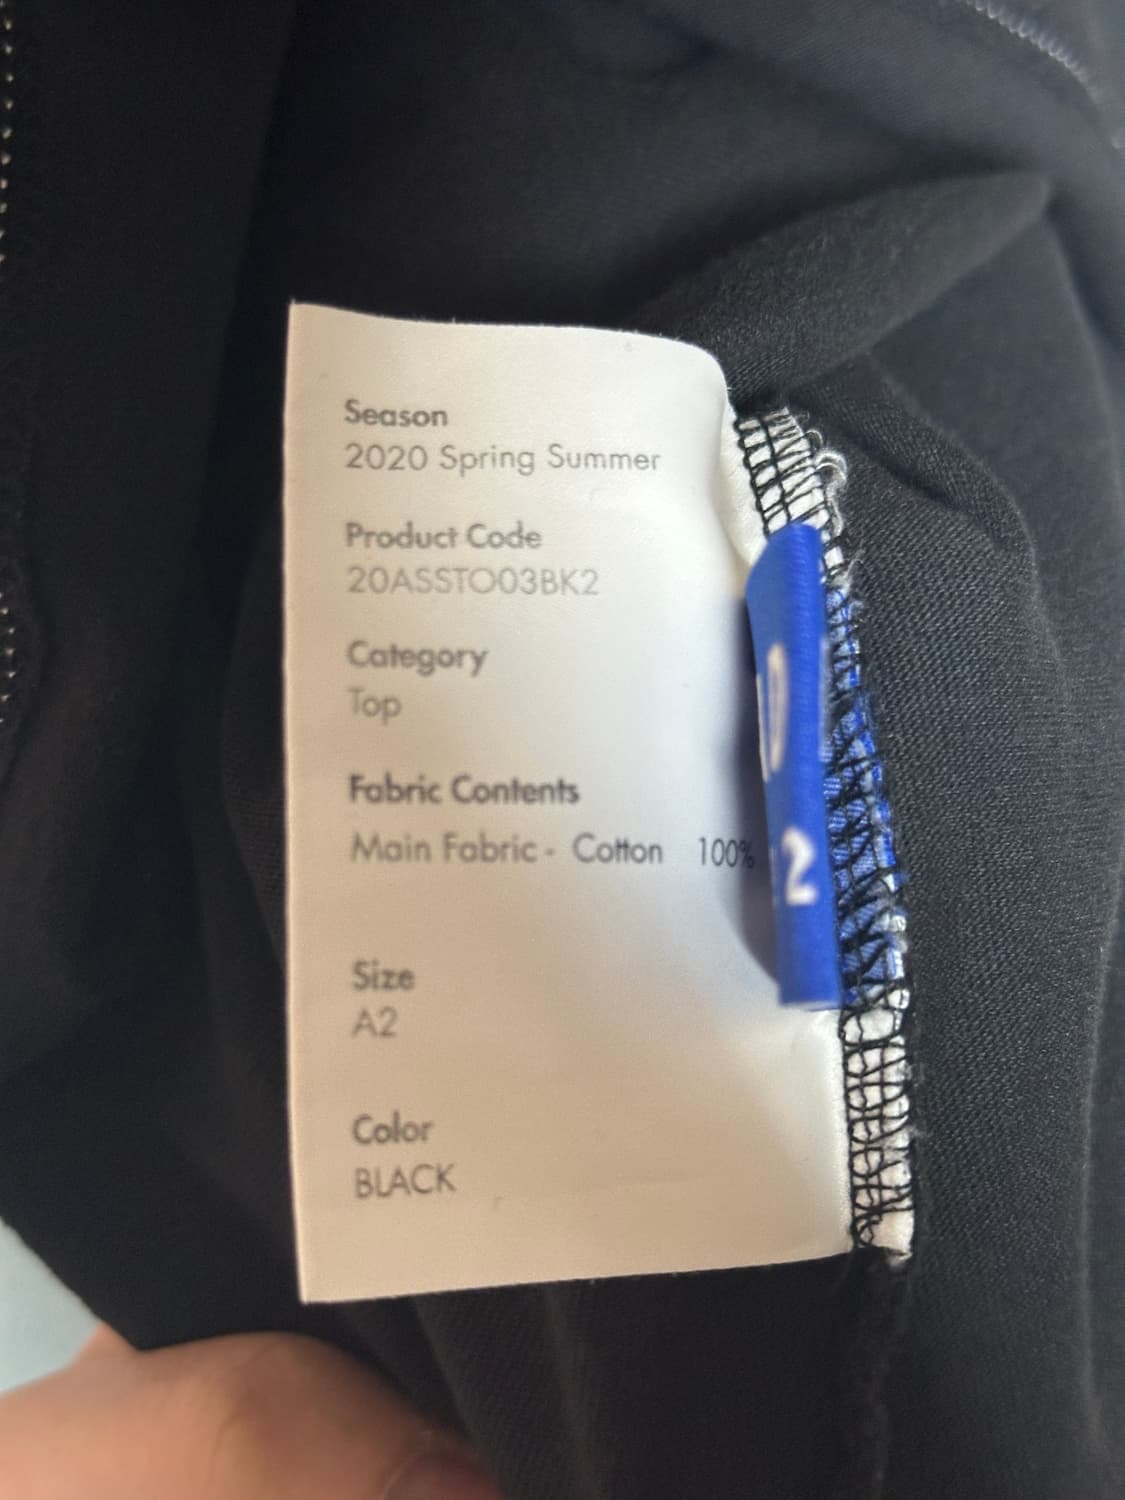 Season
2020 Spring Summer
Product Code
20ASSTO03BK2
Category
Top
Fabric Contents
Main Fabric - Cotton 100%
Size
A2
Color
BLACK
2